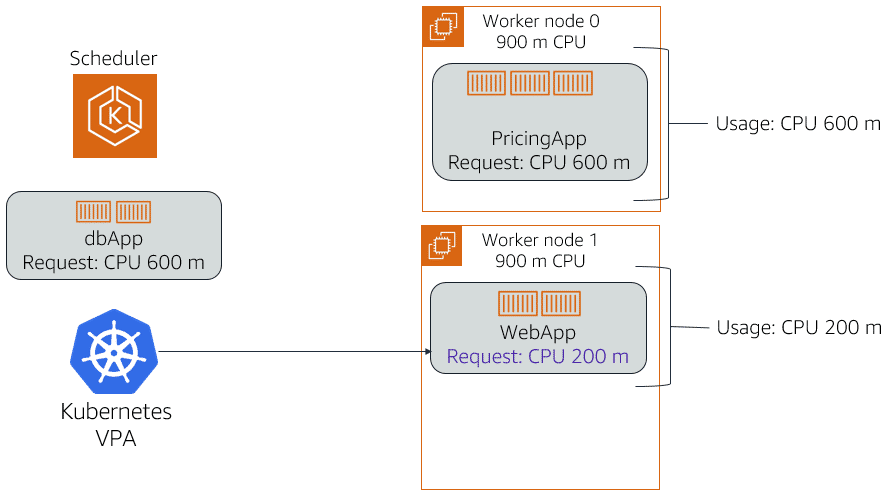 Scheduler
dbApp
Request: CPU 600 m
Kubernetes
VPA
Worker node 0
900 m CPU
PricingApp
Request: CPU 600 m
Usage: CPU 600 m
Worker node 1
900 m CPU
WebApp
Request: CPU 200 m
Usage: CPU 200 m
K